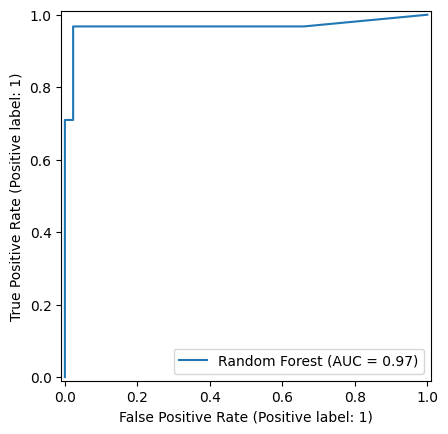 1.0
0.8
0.6
0.4
0.2
0.0
True Positive Rate (Positive label: 1)
Random Forest (AUC = 0.97)
0.0 0.2 0.4 0.6 0.8 1.0
False Positive Rate (Positive label: 1)